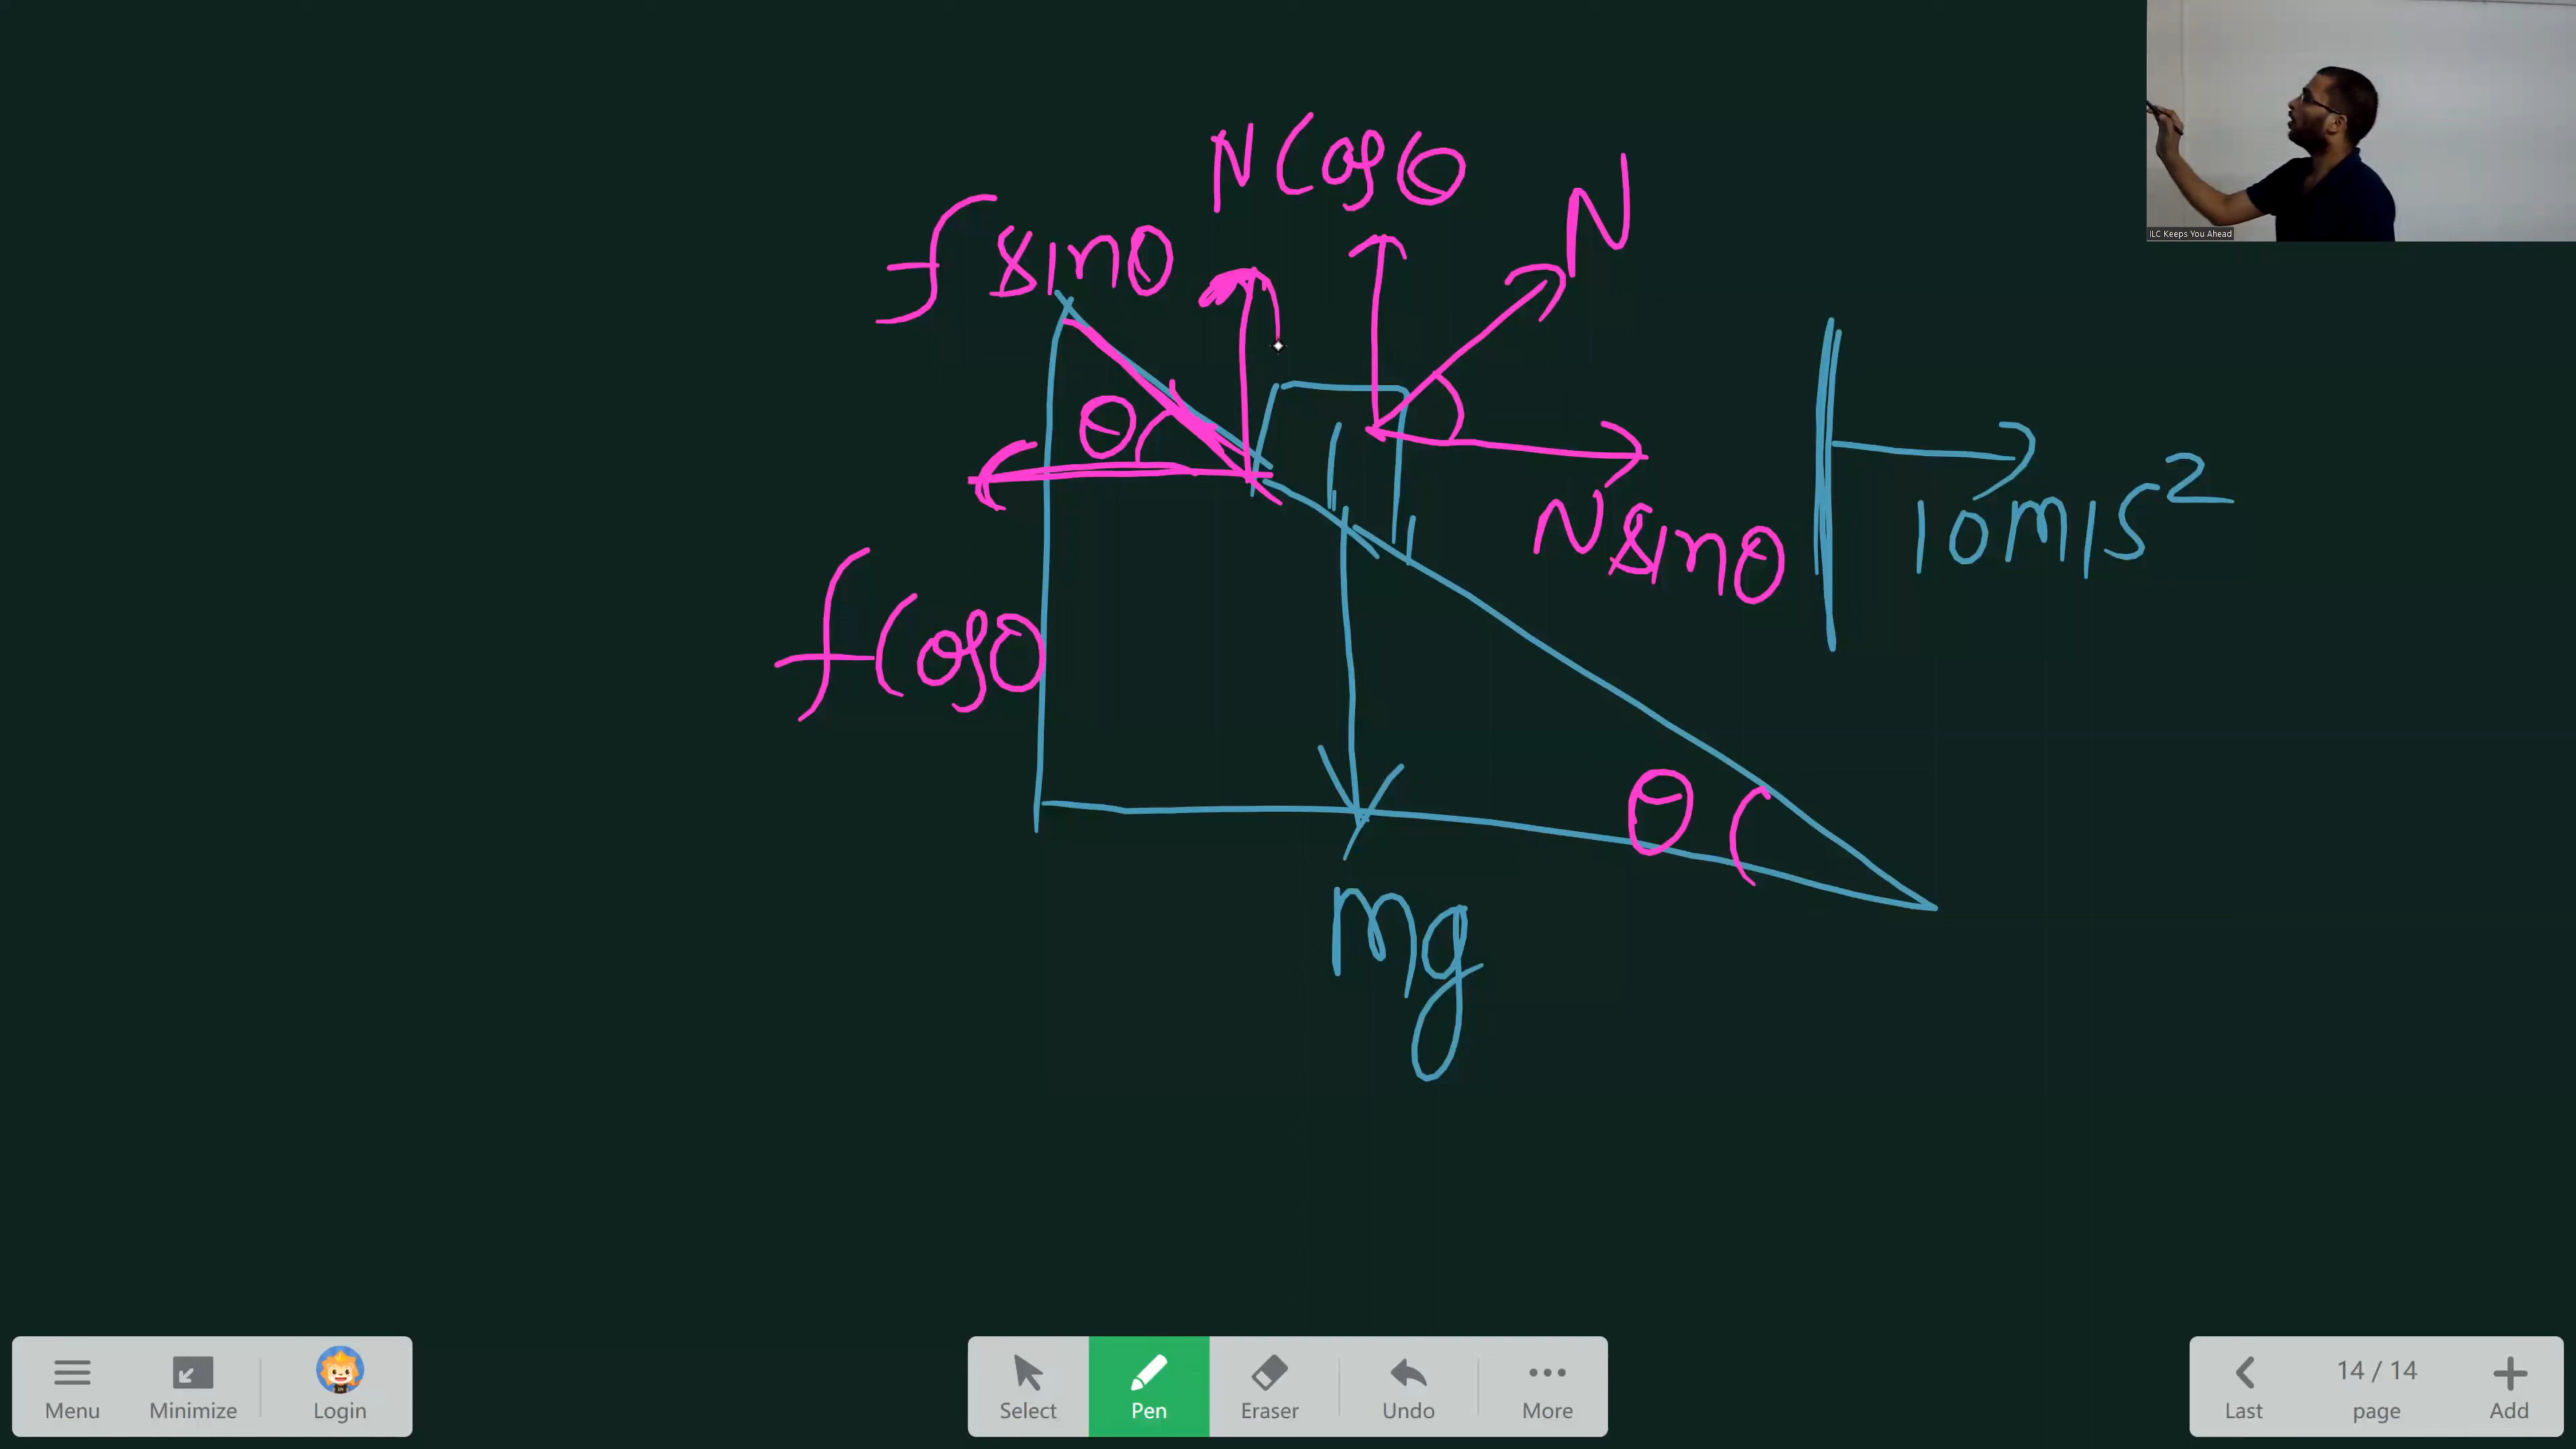 N Cosθ
N
f sinθ
θ
N sinθ
10 m/s²
f Cosθ
θ
mg
ILC Keeps You Ahead
Menu
Minimize
Login
Select
Pen
Eraser
Undo
More
Last
14 / 14
page
Add